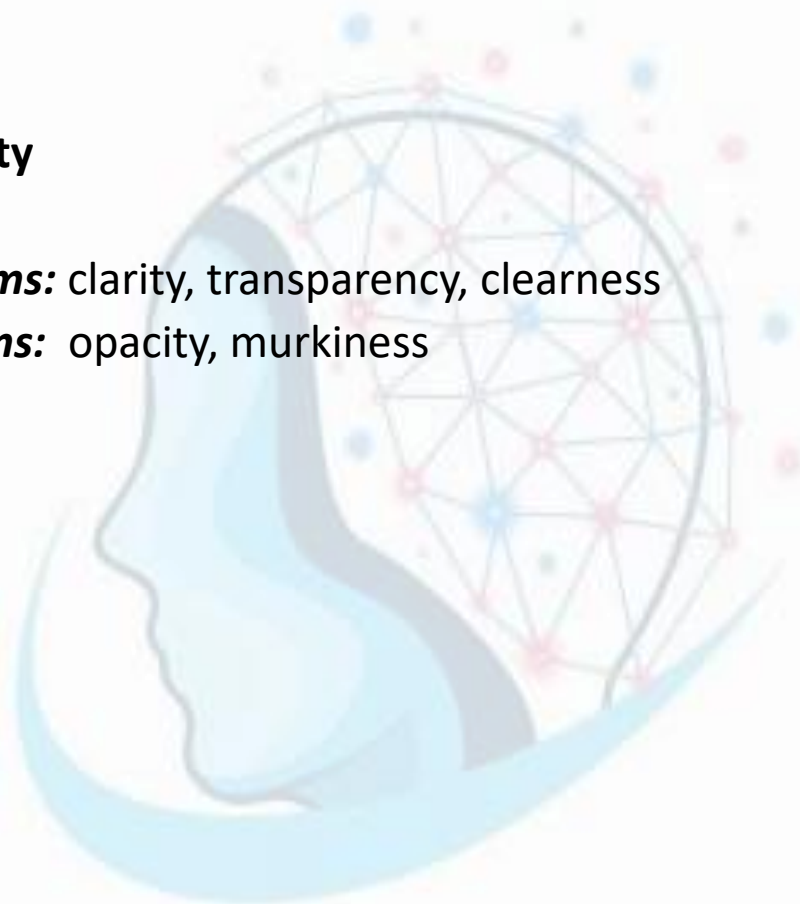 ty
ms: clarity, transparency, clearness
ns:  opacity, murkiness